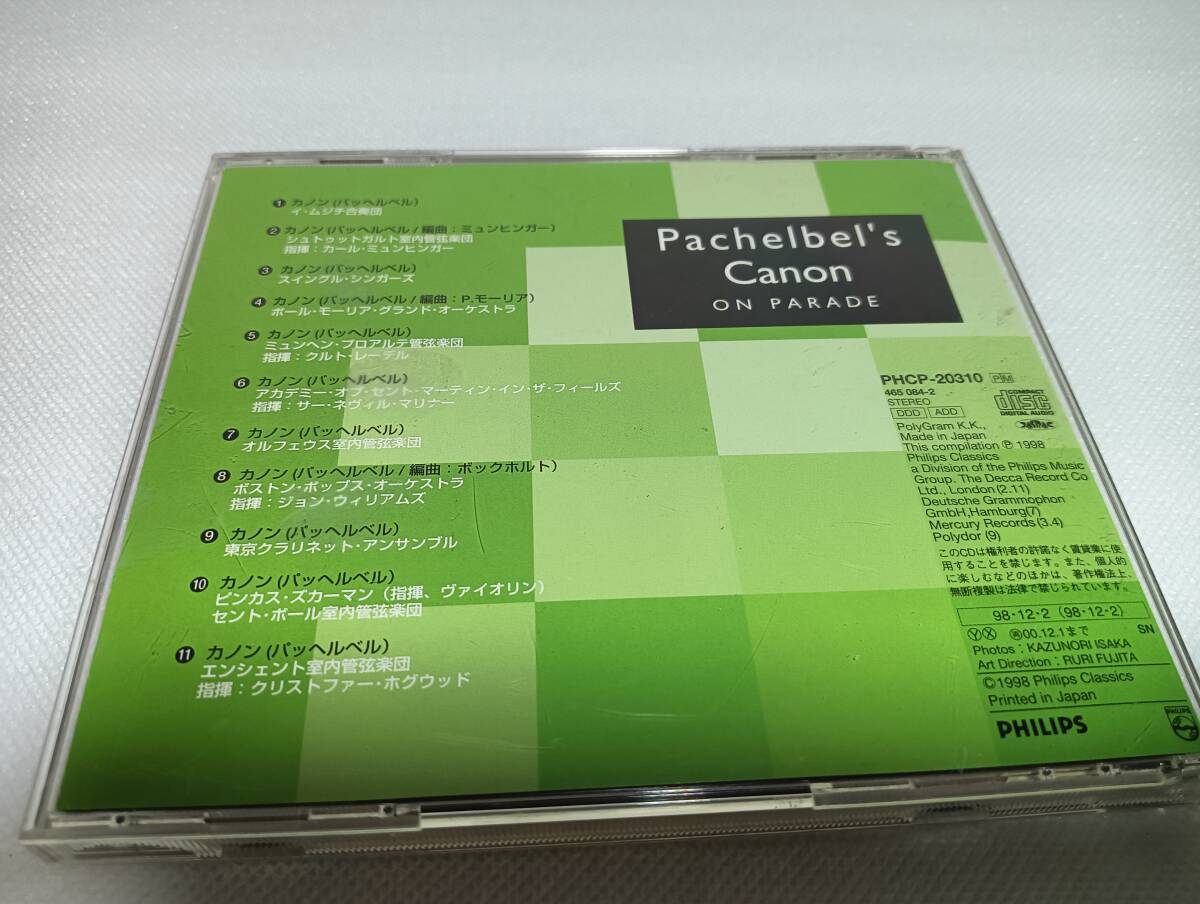 ❶ カノン (パッヘルベル)
イ・ムジチ合奏団
❷ カノン (パッヘルベル / 編曲：ミュンヒンガー)
シュトゥットガルト室内管弦楽団
指揮：カール・ミュンヒンガー
❸ カノン (パッヘルベル)
スイングル・シンガーズ
❹ カノン (パッヘルベル / 編曲：P.モーリア)
ポール・モーリア・グランド・オーケストラ
❺ カノン (パッヘルベル)
ミュンヘン・プロアルテ管弦楽団
指揮：クルト・レーデル
❻ カノン (パッヘルベル)
アカデミー・オブ・セント・マーティン・イン・ザ・フィールズ
指揮：サー・ネヴィル・マリナー
❼ カノン (パッヘルベル)
オルフェウス室内管弦楽団
❽ カノン (パッヘルベル / 編曲：ボックホルト)
ボストン・ポップス・オーケストラ
指揮：ジョン・ウィリアムズ
❾ カノン (パッヘルベル)
東京クラリネット・アンサンブル
❿ カノン (パッヘルベル)
ピンカス・ズカーマン（指揮、ヴァイオリン）
セント・ポール室内管弦楽団
⓫ カノン (パッヘルベル)
エンシェント室内管弦楽団
指揮：クリストファー・ホグウッド
Pachelbel's
Canon
ON PARADE
PHCP-20310 PM
465 084-2
STEREO
DDD ADD
COMPACT
disc
DIGITAL AUDIO
PolyGram K.K.,
Made in Japan
This compilation ℗ 1998
Philips Classics
a Division of the Philips Music
Group. The Decca Record Co
Ltd., London(2.11)
Deutsche Grammophon
GmbH,Hamburg(7)
Mercury Records(3.4)
Polydor (9)
このCDは権利者の許諾なく賃貸業に使
用することを禁じます。また、個人的
に楽しむなどのほかは、著作権法上、
無断複製は法律で禁じられています。
98・12・2 (98・12・2)
Ⓨ Ⓧ ㊢00.12.1まで SN
Photos : KAZUNORI ISAKA
Art Direction : RURI FUJITA
©1998 Philips Classics
Printed in Japan
PHILIPS
PHILIPS